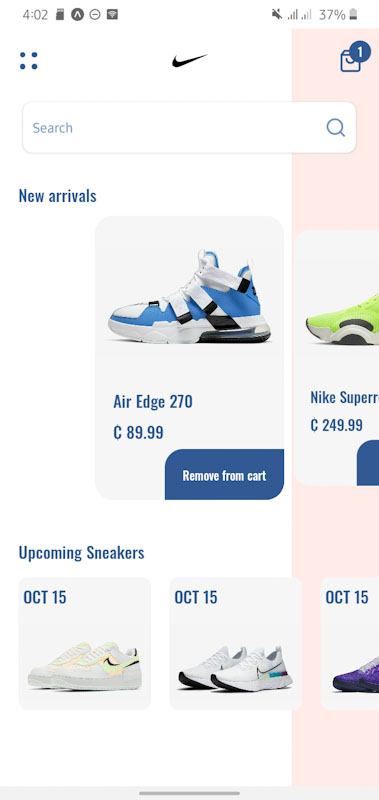 4:02
37%
1
Search
New arrivals
Air Edge 270
₵ 89.99
Remove from cart
Nike Superr
₵ 249.99
Upcoming Sneakers
OCT 15
OCT 15
OCT 15